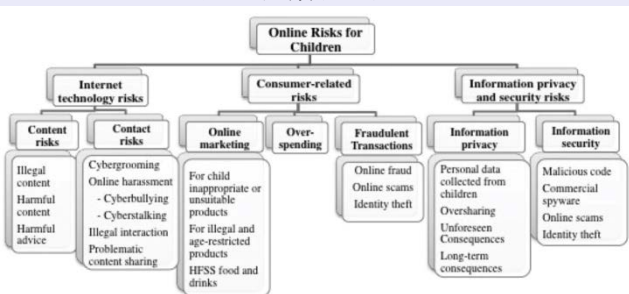 Online Risks for
Children
Internet
technology risks
Consumer-related
risks
Information privacy
and security risks
Content
risks
Contact
risks
Online
marketing
Over-
spending
Fraudulent
Transactions
Information
privacy
Information
security
Illegal
content
Harmful
content
Harmful
advice
Cybergrooming
Online harassment
- Cyberbullying
- Cyberstalking
Illegal interaction
Problematic
content sharing
For child
inappropriate or
unsuitable
products
For illegal and
age-restricted
products
HFSS food and
drinks
Online fraud
Online scams
Identity theft
Personal data
collected from
children
Oversharing
Unforeseen
Consequences
Long-term
consequences
Malicious code
Commercial
spyware
Online scams
Identity theft